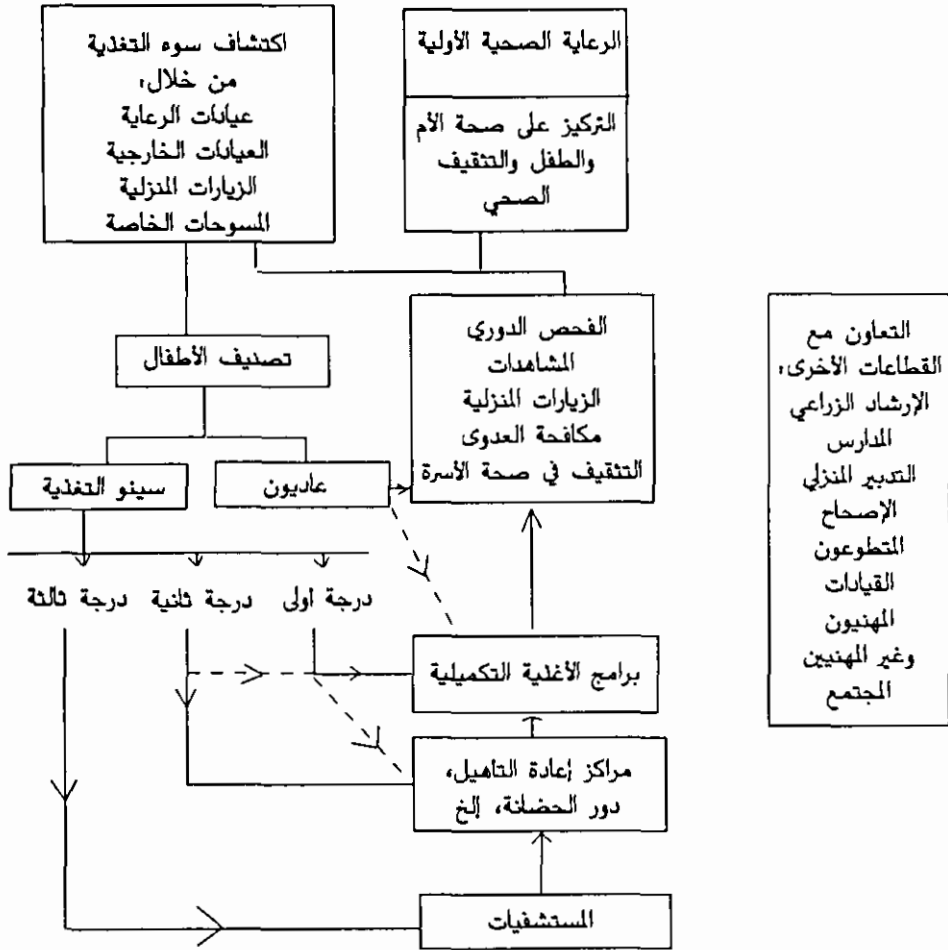 اكتشاف سوء التغذية
من خلال:
عيادات الرعاية
العيادات الخارجية
الزيارات المنزلية
المسوحات الخاصة
الرعاية الصحية الأولية
التركيز على صحة الأم
والطفل والتثقيف
الصحي
الفحص الدوري
المشاهدات
الزيارات المنزلية
مكافحة العدوى
التثقيف في صحة الأسرة
التعاون مع
القطاعات الأخرى:
الإرشاد الزراعي
المدارس
التدبير المنزلي
الإصحاح
المتطوعون
القيادات
المهنيون
وغير المهنيين
المجتمع
تصنيف الأطفال
عاديون
سيئو التغذية
درجة اولى
درجة ثانية
درجة ثالثة
برامج الأغذية التكميلية
مراكز إعادة التاهيل،
دور الحضانة، إلخ
المستشفيات